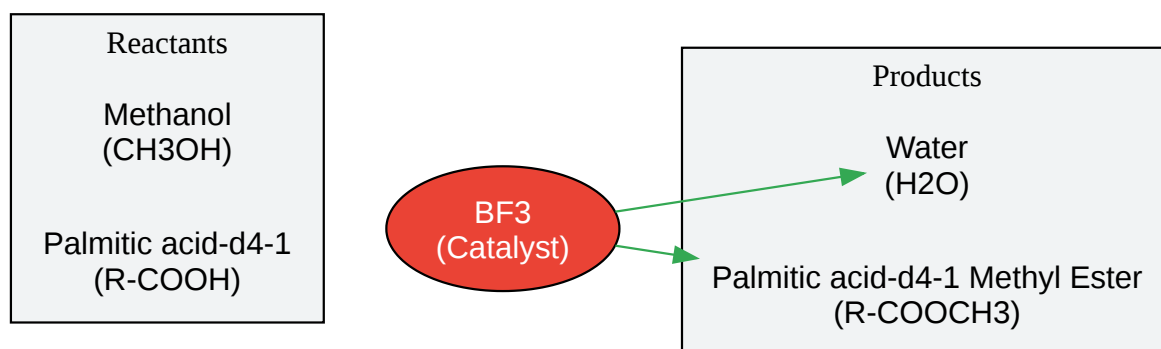 Reactants
Methanol
(CH3OH)
Palmitic acid-d4-1
(R-COOH)
BF3
(Catalyst)
Products
Water
(H2O)
Palmitic acid-d4-1 Methyl Ester
(R-COOCH3)